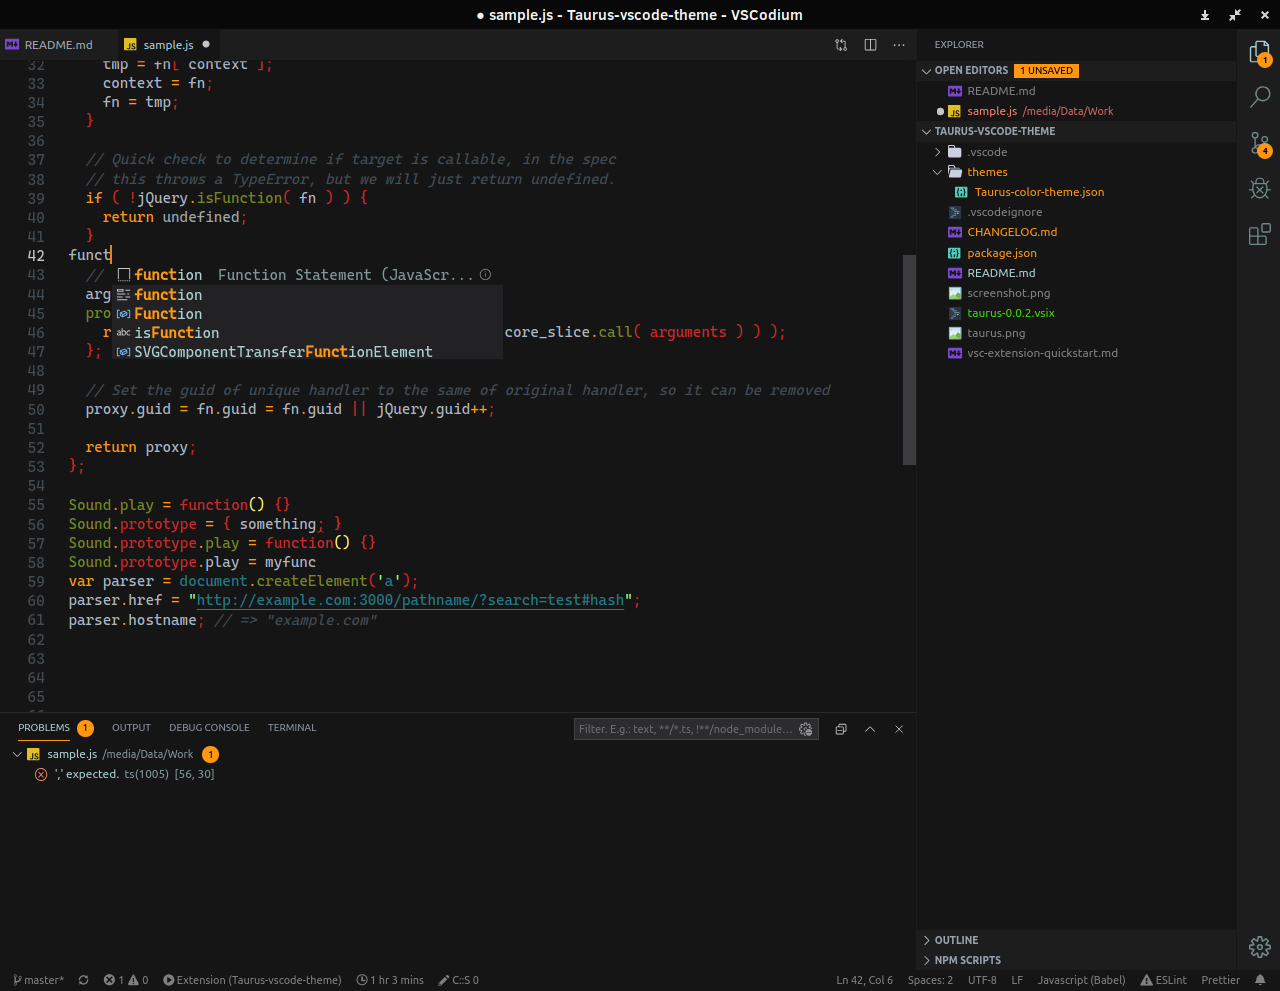 ● sample.js - Taurus-vscode-theme - VSCodium
README.md
sample.js
32 tmp = fn[ context ];
33 context = fn;
34 fn = tmp;
35 }
36
37 // Quick check to determine if target is callable, in the spec
38 // this throws a TypeError, but we will just return undefined.
39 if ( !jQuery.isFunction( fn ) ) {
40 return undefined;
41 }
42 funct
43 // function Function Statement (JavaScr...
44 arg function
45 pro Function
46 r isFunction core_slice.call( arguments ) ) );
47 }; SVGComponentTransferFunctionElement
48
49 // Set the guid of unique handler to the same of original handler, so it can be removed
50 proxy.guid = fn.guid = fn.guid || jQuery.guid++;
51
52 return proxy;
53 };
54
55 Sound.play = function() {}
56 Sound.prototype = { something; }
57 Sound.prototype.play = function() {}
58 Sound.prototype.play = myfunc
59 var parser = document.createElement('a');
60 parser.href = "http://example.com:3000/pathname/?search=test#hash";
61 parser.hostname; // => "example.com"
62
63
64
65
abc
EXPLORER
OPEN EDITORS 1 UNSAVED
README.md
sample.js /media/Data/Work
TAURUS-VSCODE-THEME
.vscode
themes
Taurus-color-theme.json
.vscodeignore
CHANGELOG.md
package.json
README.md
screenshot.png
taurus-0.0.2.vsix
taurus.png
vsc-extension-quickstart.md
OUTLINE
NPM SCRIPTS
1
4
PROBLEMS 1 OUTPUT DEBUG CONSOLE TERMINAL
Filter. E.g.: text, **/*.ts, !**/node_module...
sample.js /media/Data/Work 1
',' expected. ts(1005) [56, 30]
master* 1 0 Extension (Taurus-vscode-theme) 1 hr 3 mins C::S 0
Ln 42, Col 6 Spaces: 2 UTF-8 LF Javascript (Babel) ESLint Prettier